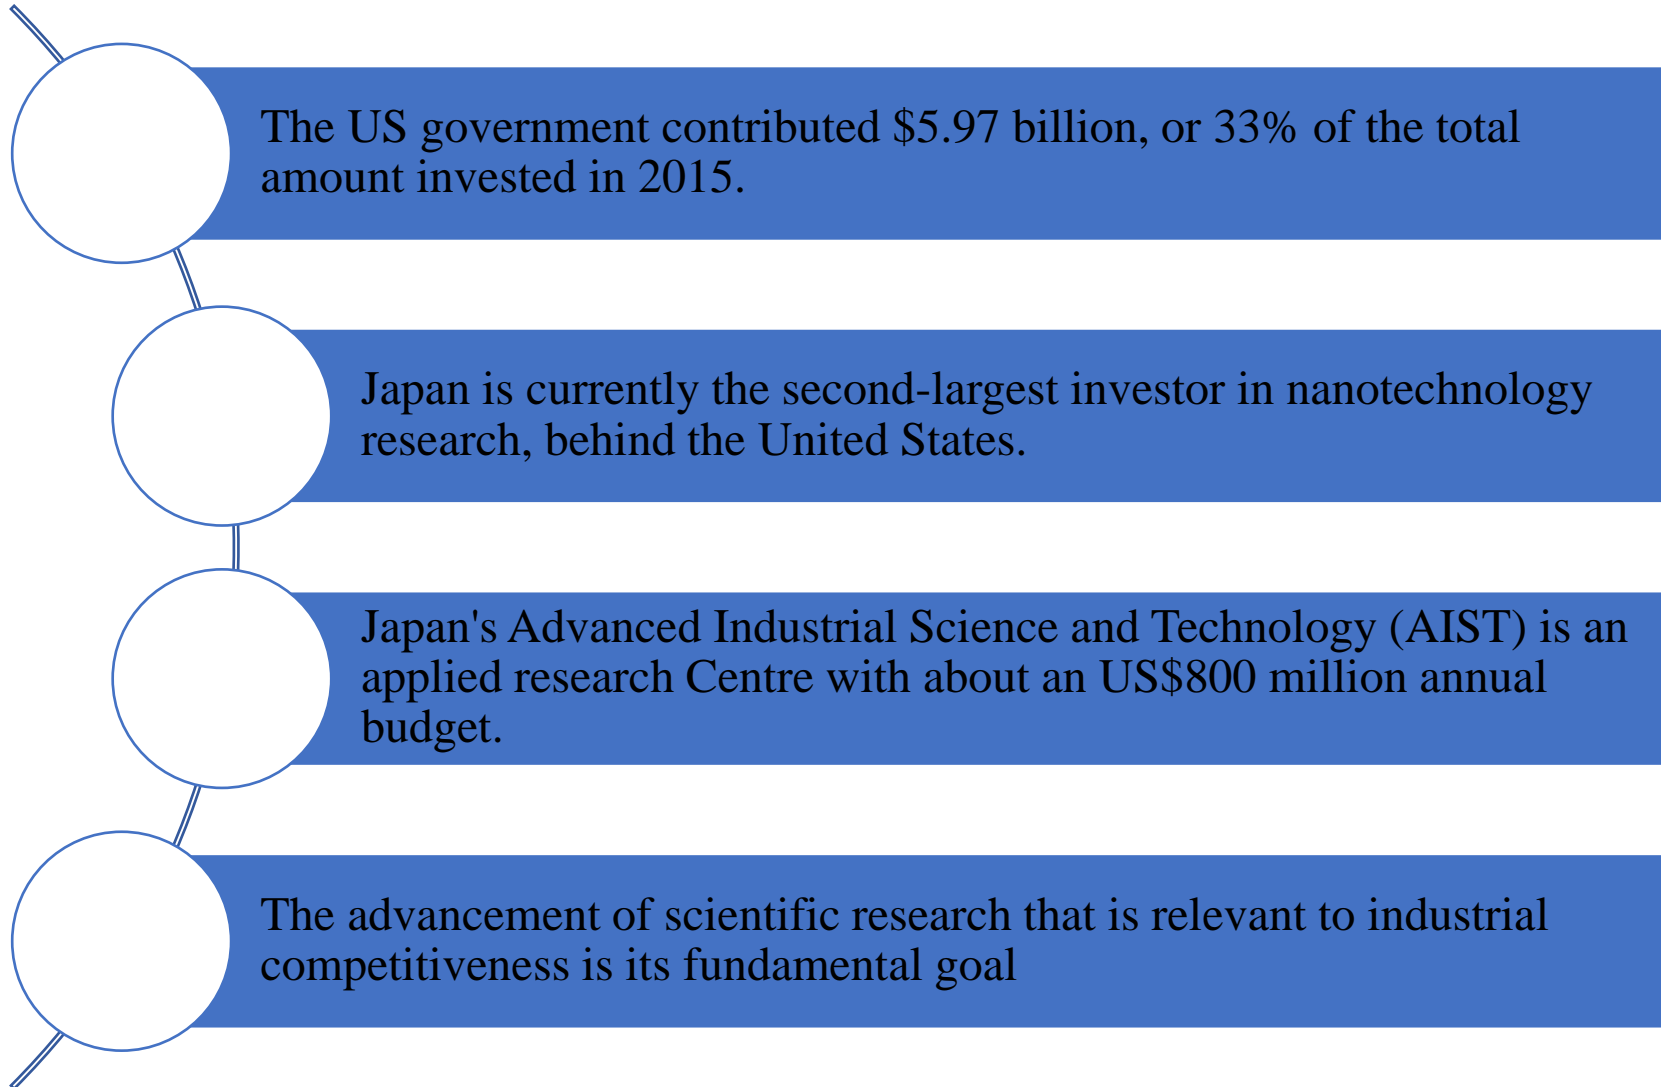 The US government contributed $5.97 billion, or 33% of the total
amount invested in 2015.
Japan is currently the second-largest investor in nanotechnology
research, behind the United States.
Japan's Advanced Industrial Science and Technology (AIST) is an
applied research Centre with about an US$800 million annual
budget.
The advancement of scientific research that is relevant to industrial
competitiveness is its fundamental goal